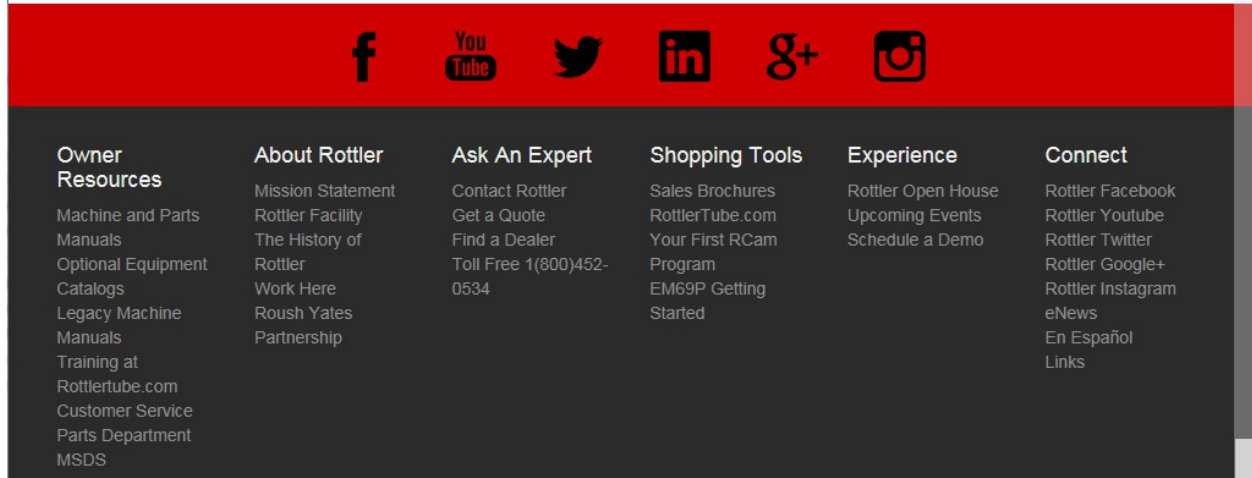 f
You
Tube
in
g+
Owner
Resources
Machine and Parts
Manuals
Optional Equipment
Catalogs
Legacy Machine
Manuals
Training at
Rottlertube.com
Customer Service
Parts Department
MSDS
About Rottler
Mission Statement
Rottler Facility
The History of
Rottler
Work Here
Roush Yates
Partnership
Ask An Expert
Contact Rottler
Get a Quote
Find a Dealer
Toll Free 1(800)452-
0534
Shopping Tools
Sales Brochures
RottlerTube.com
Your First RCam
Program
EM69P Getting
Started
Experience
Rottler Open House
Upcoming Events
Schedule a Demo
Connect
Rottler Facebook
Rottler Youtube
Rottler Twitter
Rottler Google+
Rottler Instagram
eNews
En Español
Links